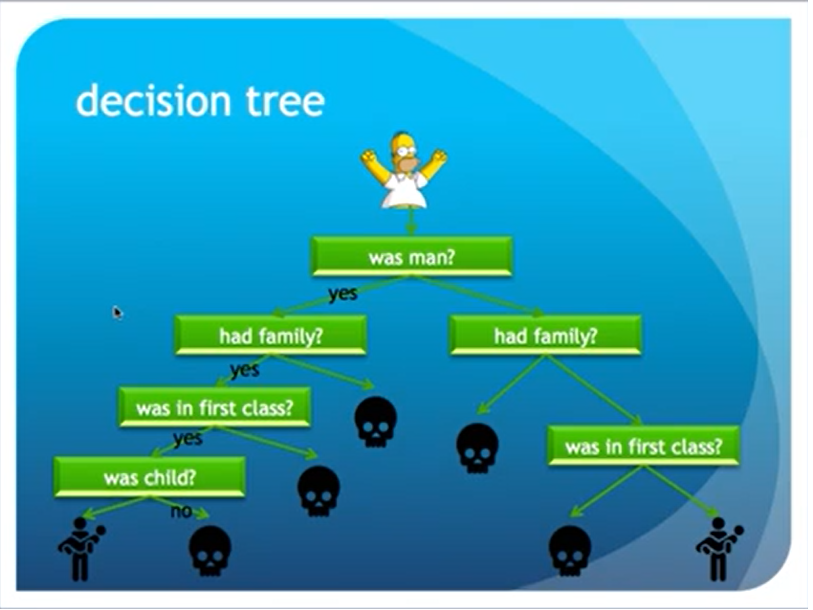 decision tree
was man?
yes
had family?
had family?
yes
was in first class?
yes
was in first class?
was child?
no